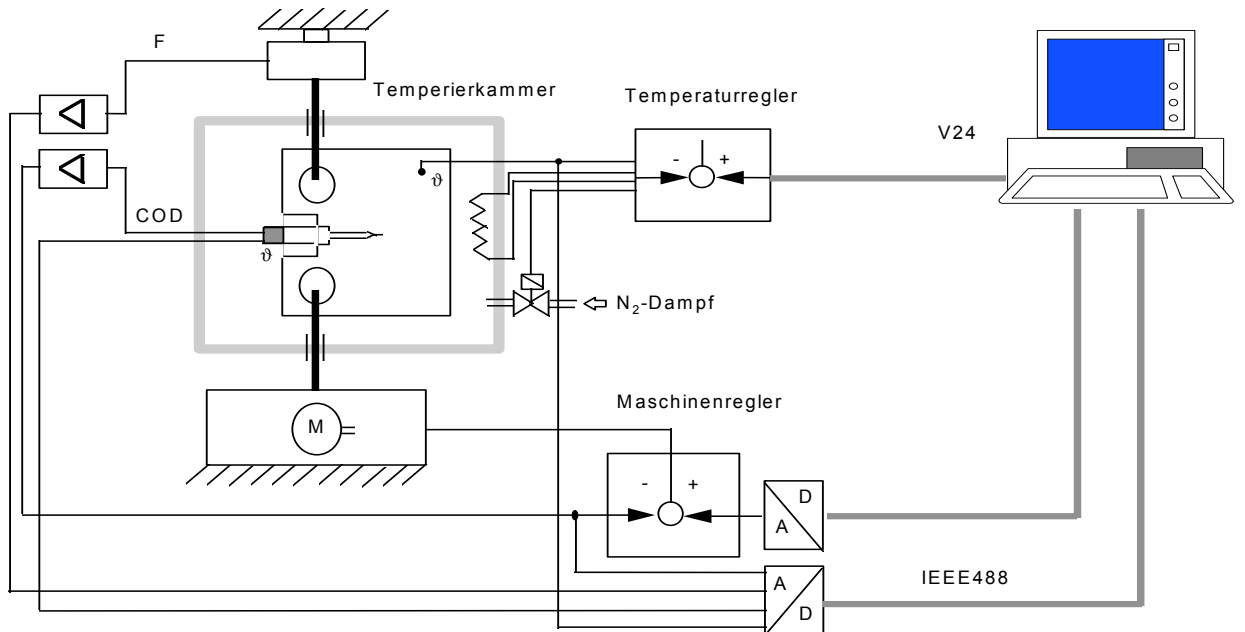 F
Temperierkammer
Temperaturregler
V24
- +
ϑ
COD
ϑ
N2-Dampf
Maschinenregler
M
- +
D
A
IEEE488
A
D